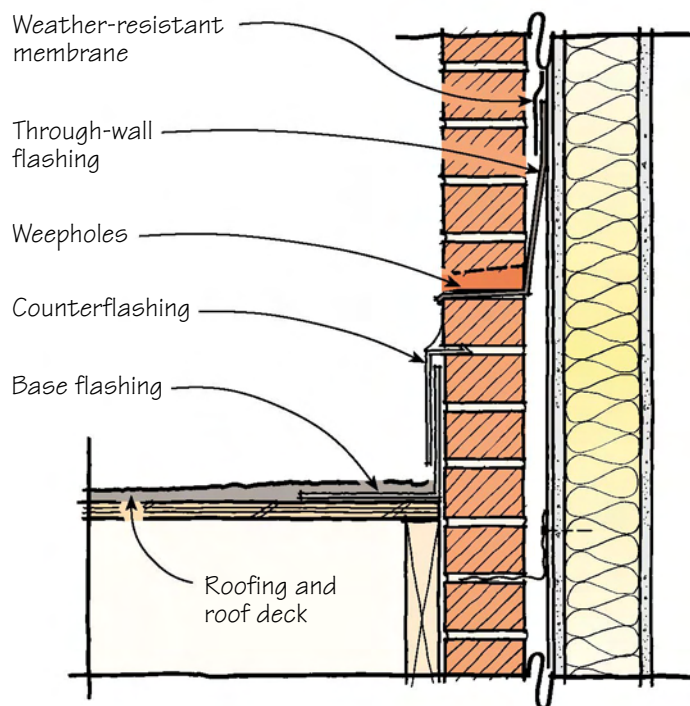 Weather-resistant
membrane
Through-wall
flashing
Weepholes
Counterflashing
Base flashing
Roofing and
roof deck